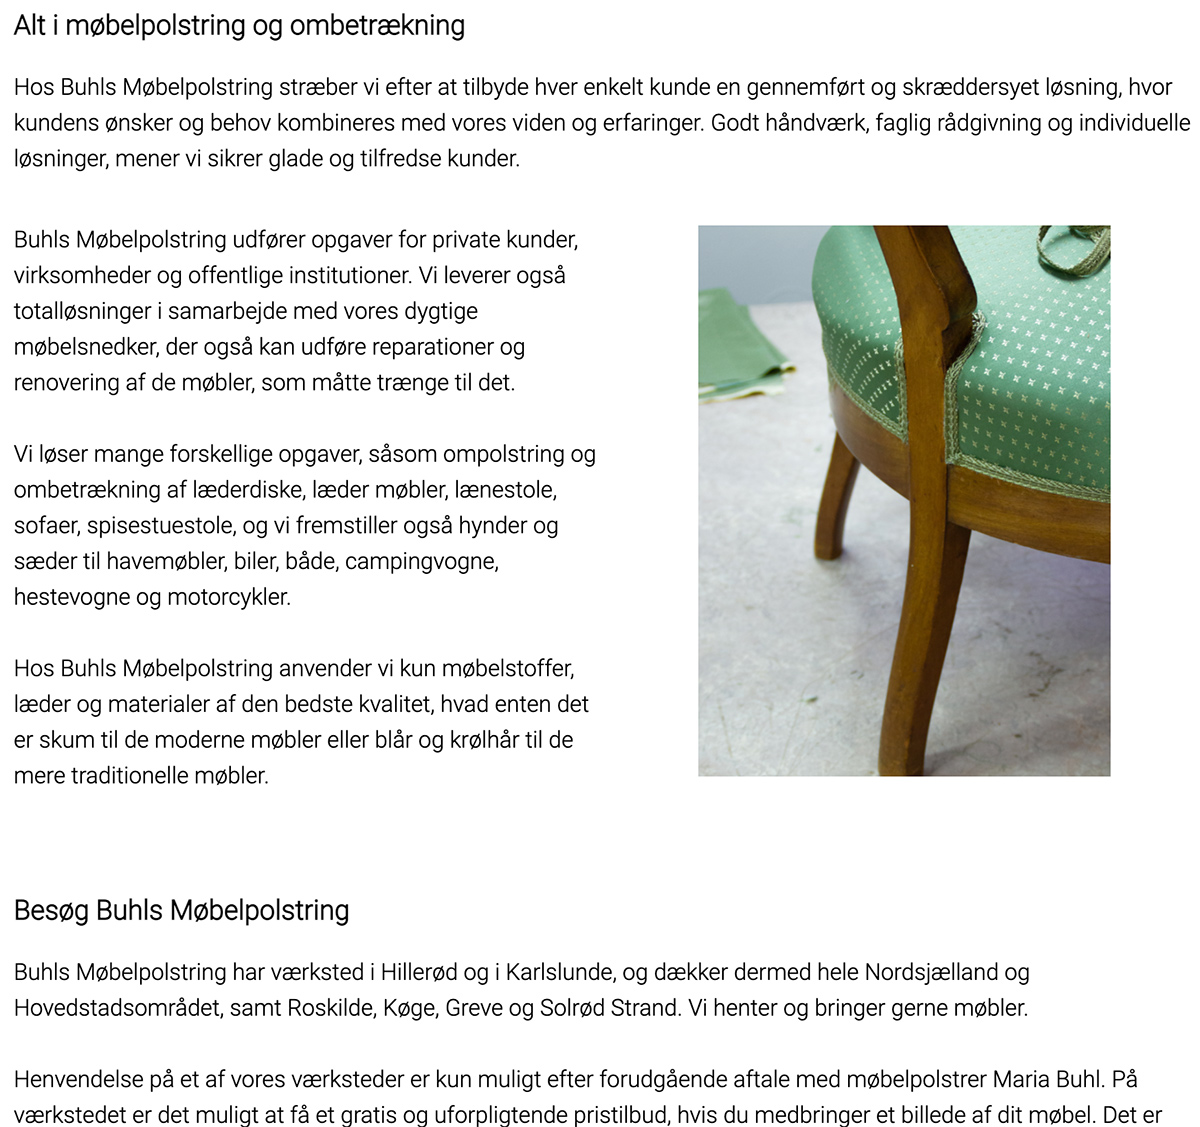 Alt i møbelpolstring og ombetrækning
Hos Buhls Møbelpolstring stræber vi efter at tilbyde hver enkelt kunde en gennemført og skræddersyet løsning, hvor
kundens ønsker og behov kombineres med vores viden og erfaringer. Godt håndværk, faglig rådgivning og individuelle
løsninger, mener vi sikrer glade og tilfredse kunder.
Buhls Møbelpolstring udfører opgaver for private kunder,
virksomheder og offentlige institutioner. Vi leverer også
totalløsninger i samarbejde med vores dygtige
møbelsnedker, der også kan udføre reparationer og
renovering af de møbler, som måtte trænge til det.
Vi løser mange forskellige opgaver, såsom ompolstring og
ombetrækning af læderdiske, læder møbler, lænestole,
sofaer, spisestuestole, og vi fremstiller også hynder og
sæder til havemøbler, biler, både, campingvogne,
hestevogne og motorcykler.
Hos Buhls Møbelpolstring anvender vi kun møbelstoffer,
læder og materialer af den bedste kvalitet, hvad enten det
er skum til de moderne møbler eller blår og krølhår til de
mere traditionelle møbler.
Besøg Buhls Møbelpolstring
Buhls Møbelpolstring har værksted i Hillerød og i Karlslunde, og dækker dermed hele Nordsjælland og
Hovedstadsområdet, samt Roskilde, Køge, Greve og Solrød Strand. Vi henter og bringer gerne møbler.
Henvendelse på et af vores værksteder er kun muligt efter forudgående aftale med møbelpolstrer Maria Buhl. På
værkstedet er det muligt at få et gratis og uforpligtende pristilbud, hvis du medbringer et billede af dit møbel. Det er